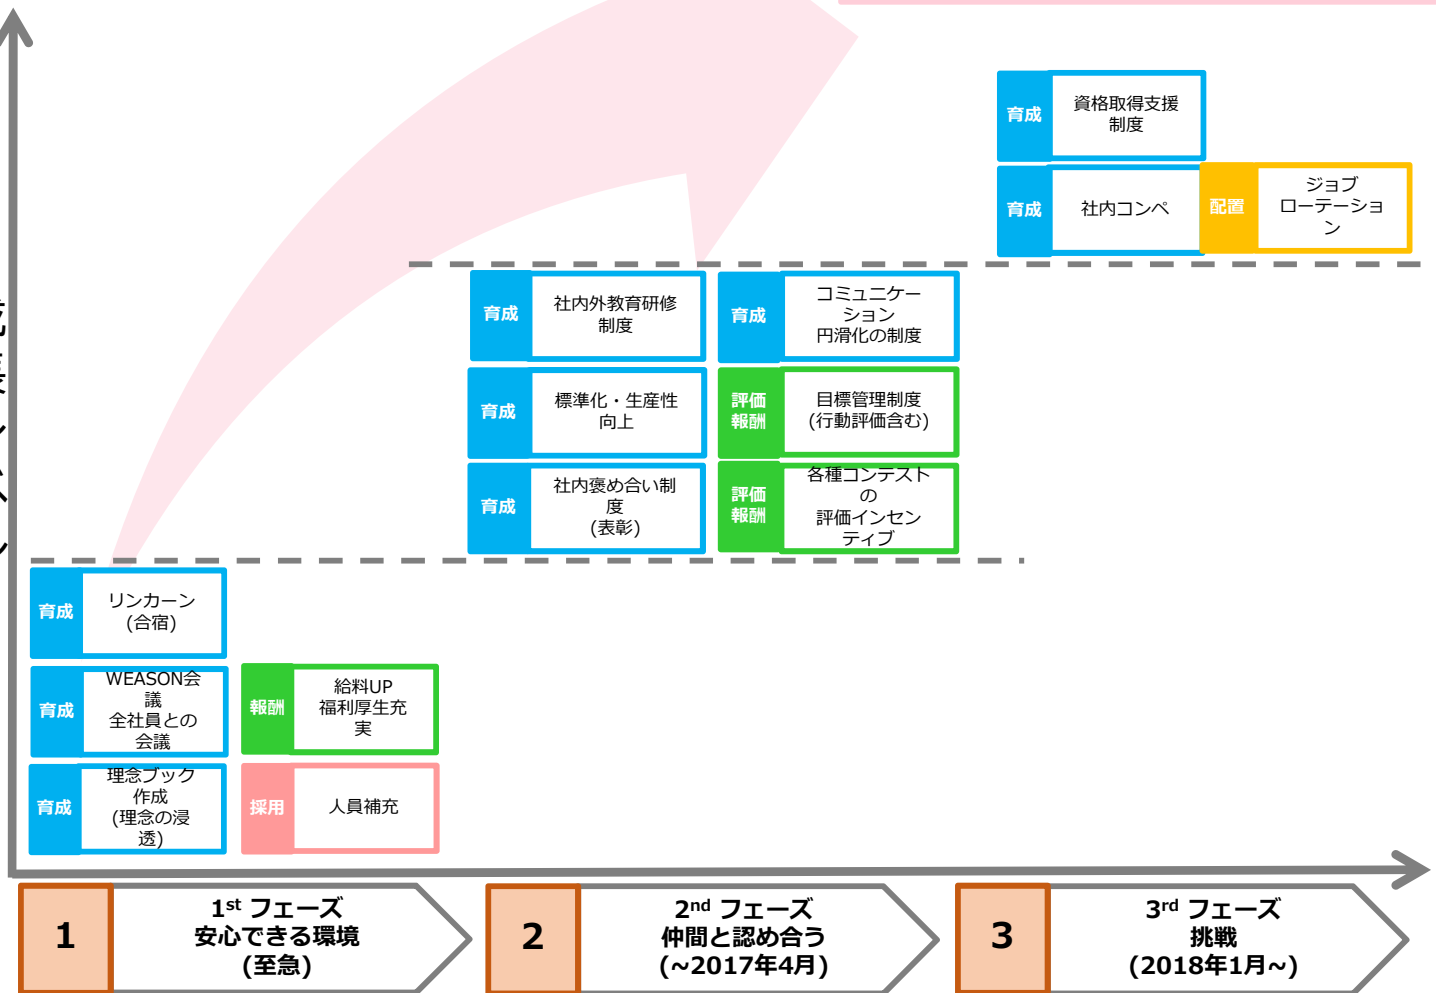 育成
資格取得支援
制度
育成
社内コンペ
配置
ジョブ
ローテーショ
ン
育成
社内外教育研修
制度
育成
コミュニケー
ション
円滑化の制度
育成
標準化・生産性
向上
評価
報酬
目標管理制度
(行動評価含む)
育成
社内褒め合い制
度
(表彰)
評価
報酬
各種コンテスト
の
評価インセン
ティブ
育成
リンカーン
(合宿)
育成
WEASON会
議
全社員との
会議
報酬
給料UP
福利厚生充
実
育成
理念ブック
作成
(理念の浸
透)
採用
人員補充
1
1st フェーズ
安心できる環境
(至急)
2
2nd フェーズ
仲間と認め合う
(~2017年4月)
3
3rd フェーズ
挑戦
(2018年1月~)